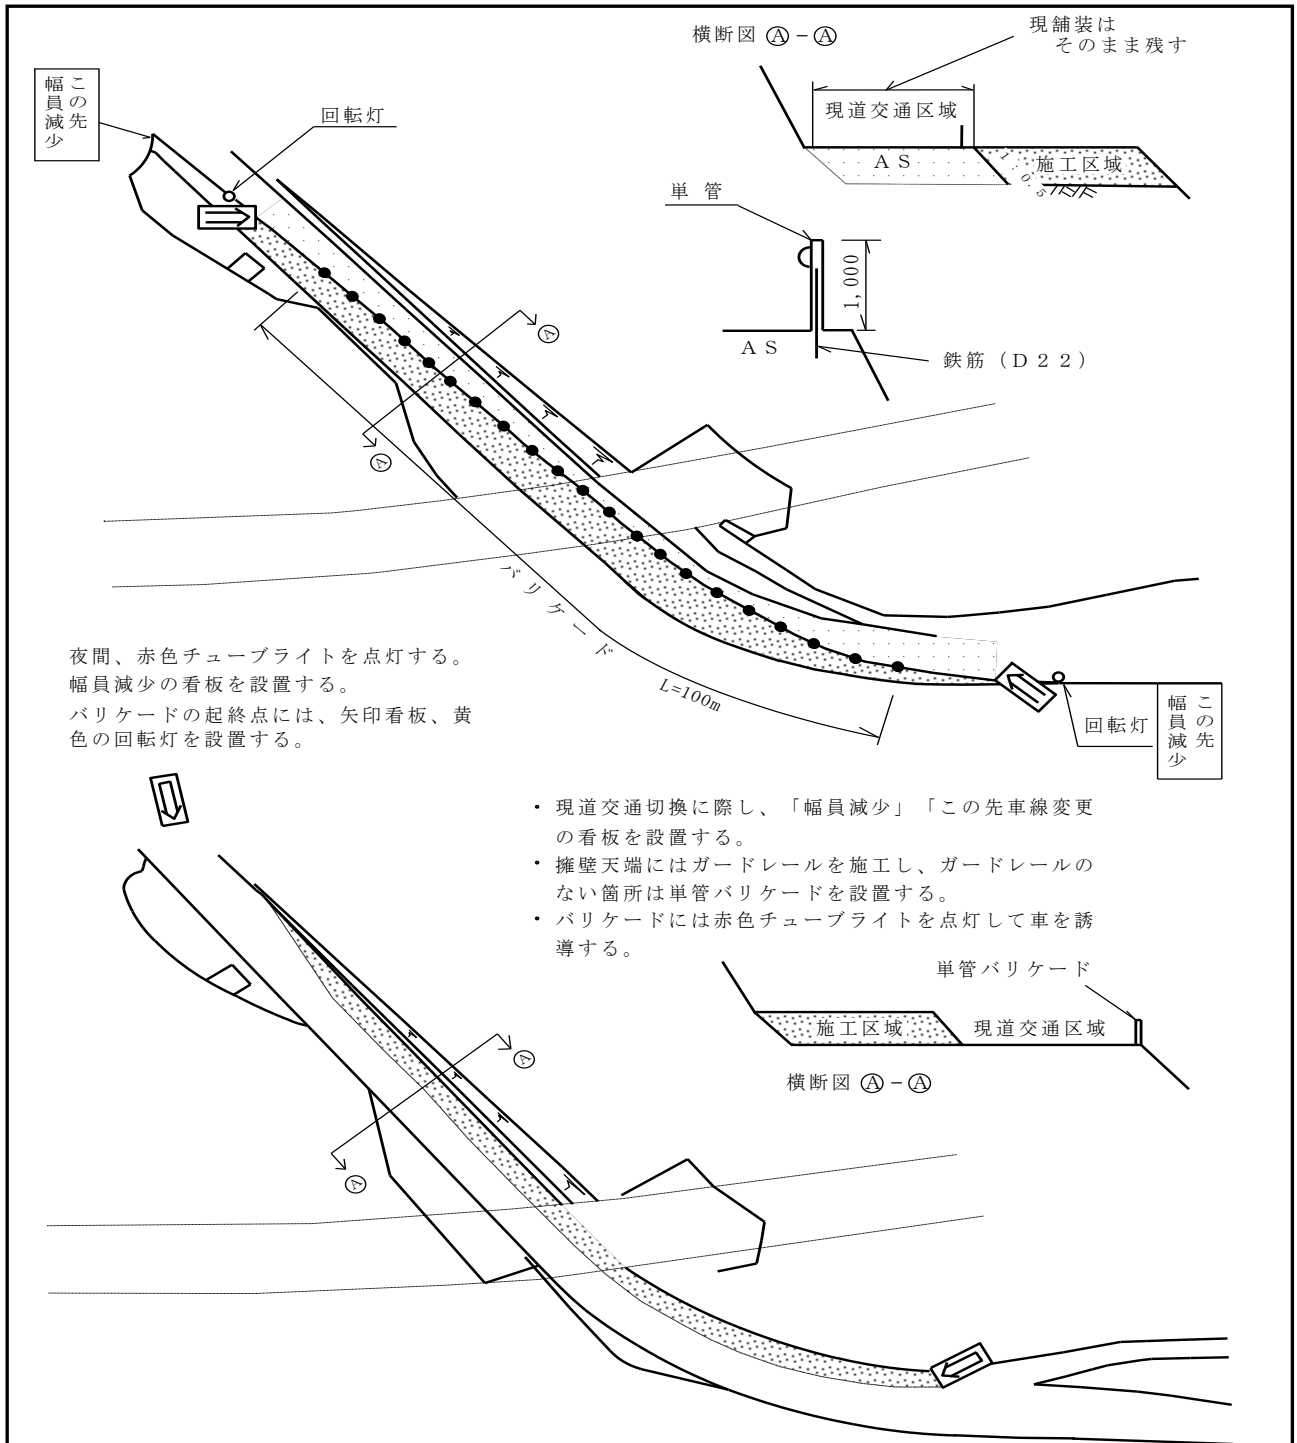 横断図 Ⓐ－Ⓐ
現舗装は
そのまま残す
この先
幅員減少
回転灯
現道交通区域
ＡＳ
1:0.5
施工区域
単管
1,000
ＡＳ
鉄筋（Ｄ２２）
Ⓐ
Ⓐ
バリケード
L=100m
夜間、赤色チューブライトを点灯する。
幅員減少の看板を設置する。
バリケードの起終点には、矢印看板、黄
色の回転灯を設置する。
回転灯
この先
幅員減少
・現道交通切換に際し、「幅員減少」「この先車線変更
の看板を設置する。
・擁壁天端にはガードレールを施工し、ガードレールの
ない箇所は単管バリケードを設置する。
・バリケードには赤色チューブライトを点灯して車を誘
導する。
単管バリケード
施工区域
現道交通区域
横断図 Ⓐ－Ⓐ
Ⓐ
Ⓐ